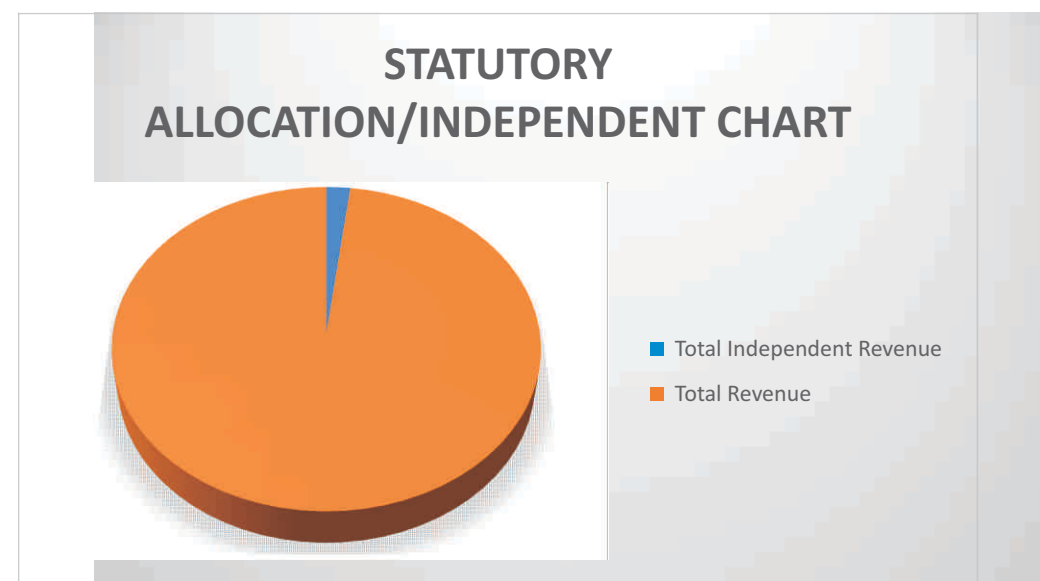 STATUTORY
ALLOCATION/INDEPENDENT CHART
Total Independent Revenue
Total Revenue